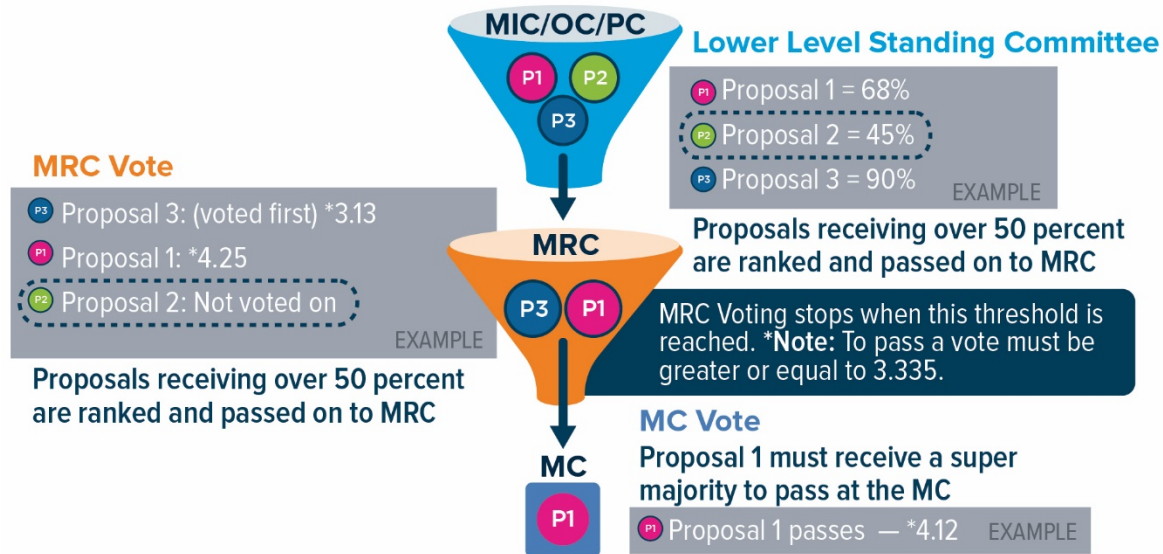 MIC/OC/PC
P1
P2
P3
Lower Level Standing Committee
P1 Proposal 1 = 68%
P2 Proposal 2 = 45%
P3 Proposal 3 = 90%
EXAMPLE
Proposals receiving over 50 percent
are ranked and passed on to MRC
MRC Vote
P3 Proposal 3: (voted first) *3.13
P1 Proposal 1: *4.25
P2 Proposal 2: Not voted on
EXAMPLE
Proposals receiving over 50 percent
are ranked and passed on to MRC
MRC
P3
P1
MRC Voting stops when this threshold is
reached. *Note: To pass a vote must be
greater or equal to 3.335.
MC
P1
MC Vote
Proposal 1 must receive a super
majority to pass at the MC
P1 Proposal 1 passes — *4.12 EXAMPLE